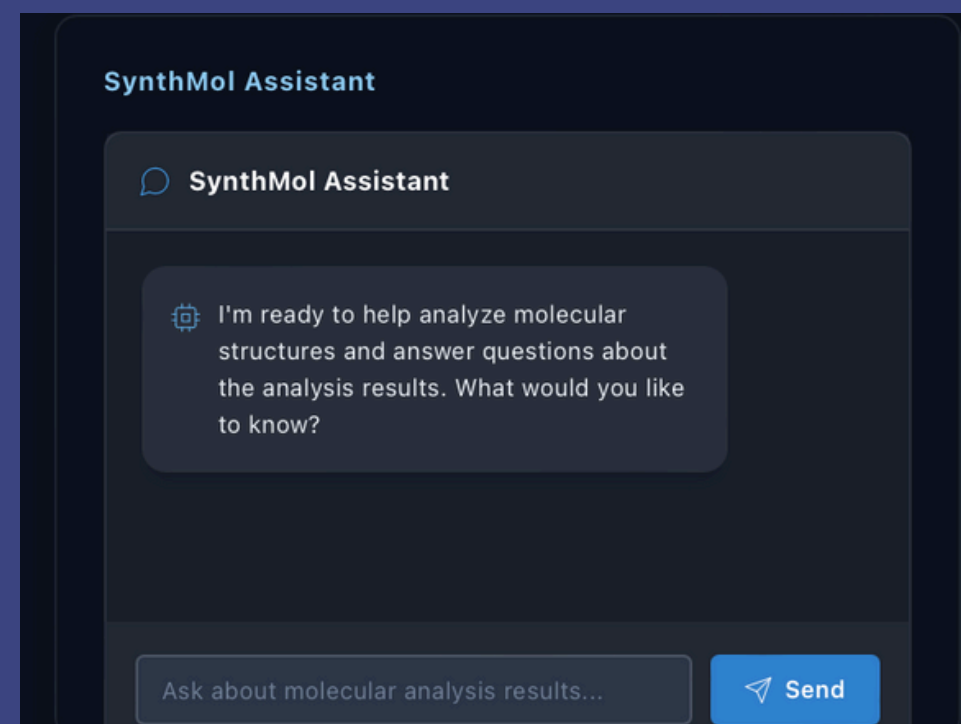 SynthMol Assistant
SynthMol Assistant
I'm ready to help analyze molecular
structures and answer questions about
the analysis results. What would you like
to know?
Ask about molecular analysis results...
Send